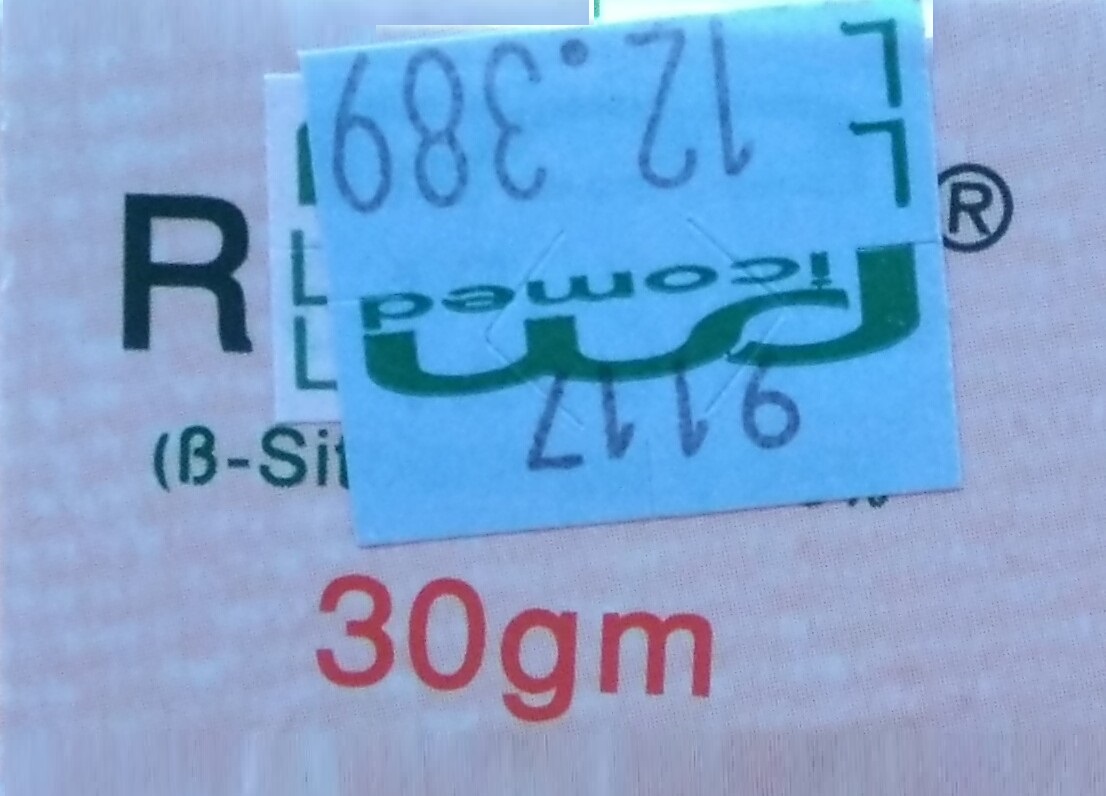 12.389
icomed
9117
R ®
(ß-Sit
30gm